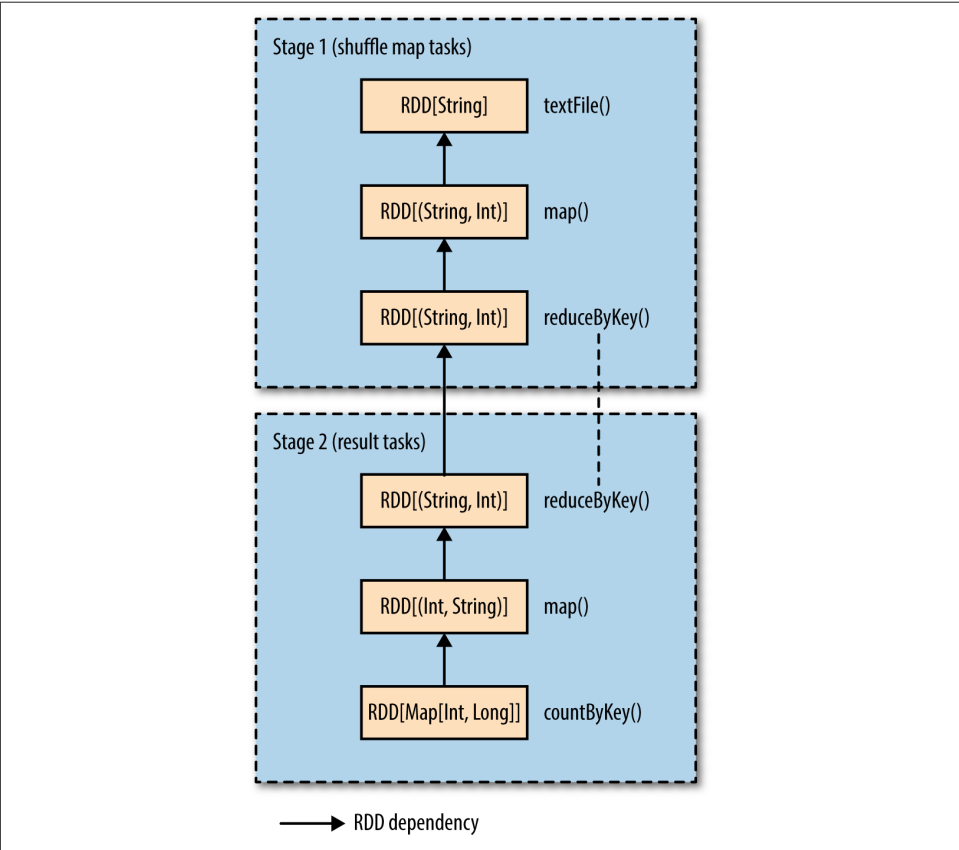 Stage 1 (shuffle map tasks)
RDD[String] textFile()
RDD[(String, Int)] map()
RDD[(String, Int)] reduceByKey()
Stage 2 (result tasks)
RDD[(String, Int)] reduceByKey()
RDD[(Int, String)] map()
RDD[Map[Int, Long]] countByKey()
RDD dependency